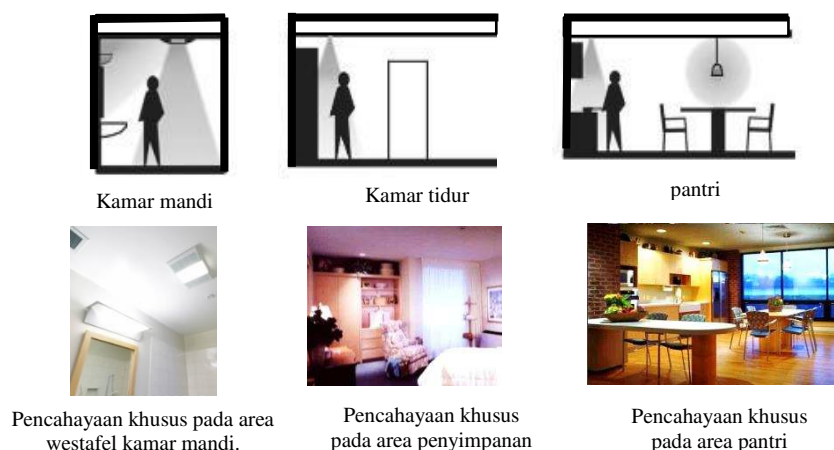 Kamar mandi
Kamar tidur
pantri
Pencahayaan khusus pada area
westafel kamar mandi.
Pencahayaan khusus
pada area penyimpanan
Pencahayaan khusus
pada area pantri